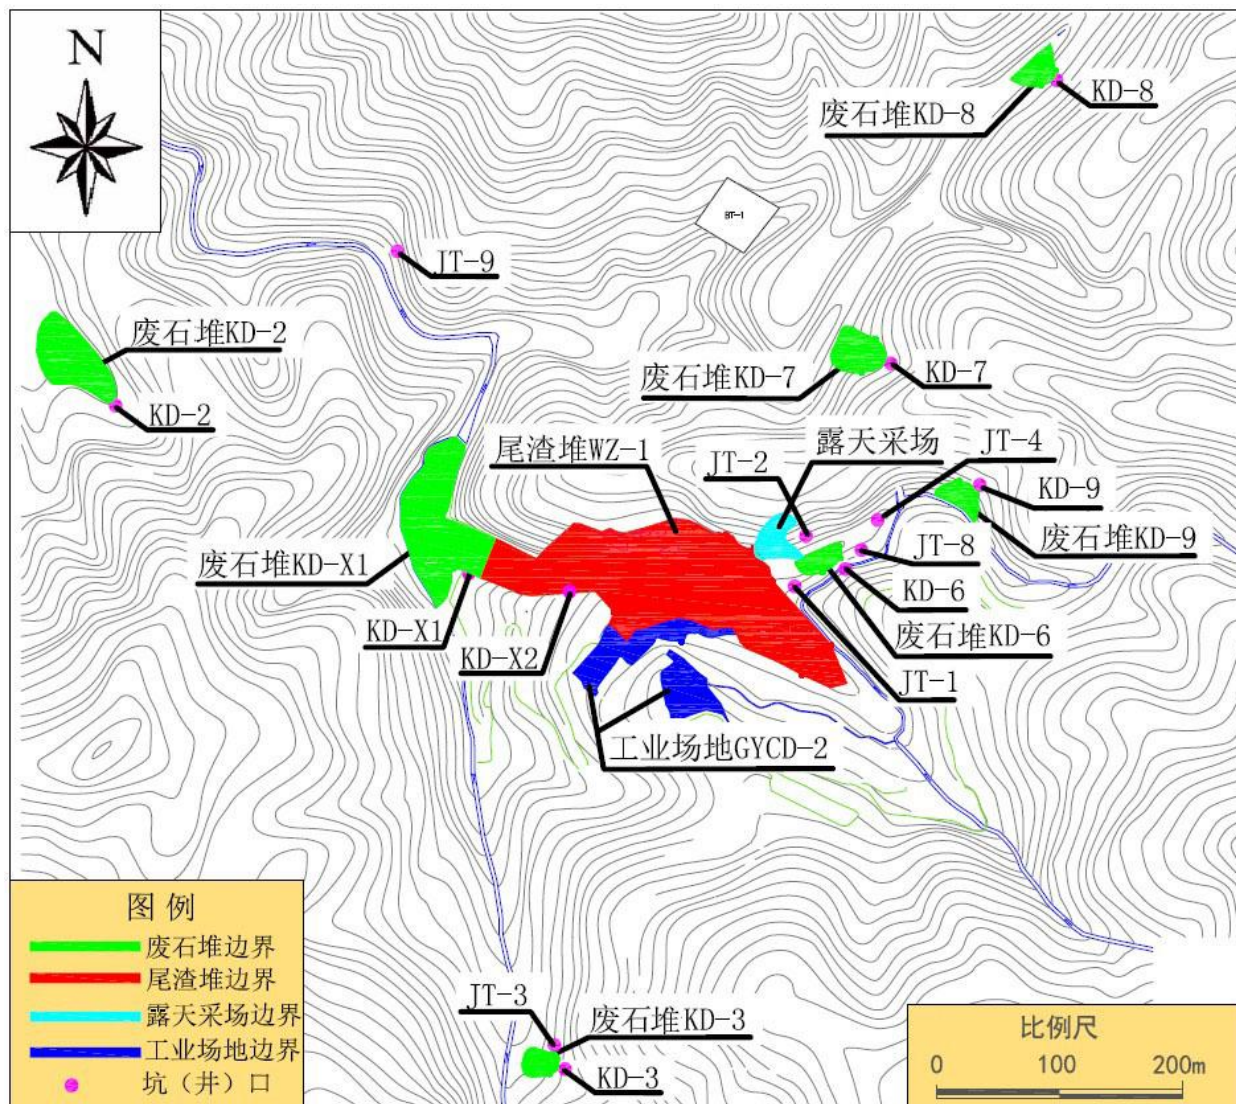 N
KD-8
废石堆KD-8
BT-1
JT-9
废石堆KD-2
KD-2
废石堆KD-7
KD-7
尾渣堆WZ-1
JT-2
露天采场
JT-4
KD-9
废石堆KD-9
废石堆KD-X1
JT-8
KD-6
KD-X1
KD-X2
废石堆KD-6
JT-1
工业场地GYCD-2
图例
废石堆边界
尾渣堆边界
露天采场边界
工业场地边界
坑（井）口
JT-3
废石堆KD-3
KD-3
比例尺
0 100 200m